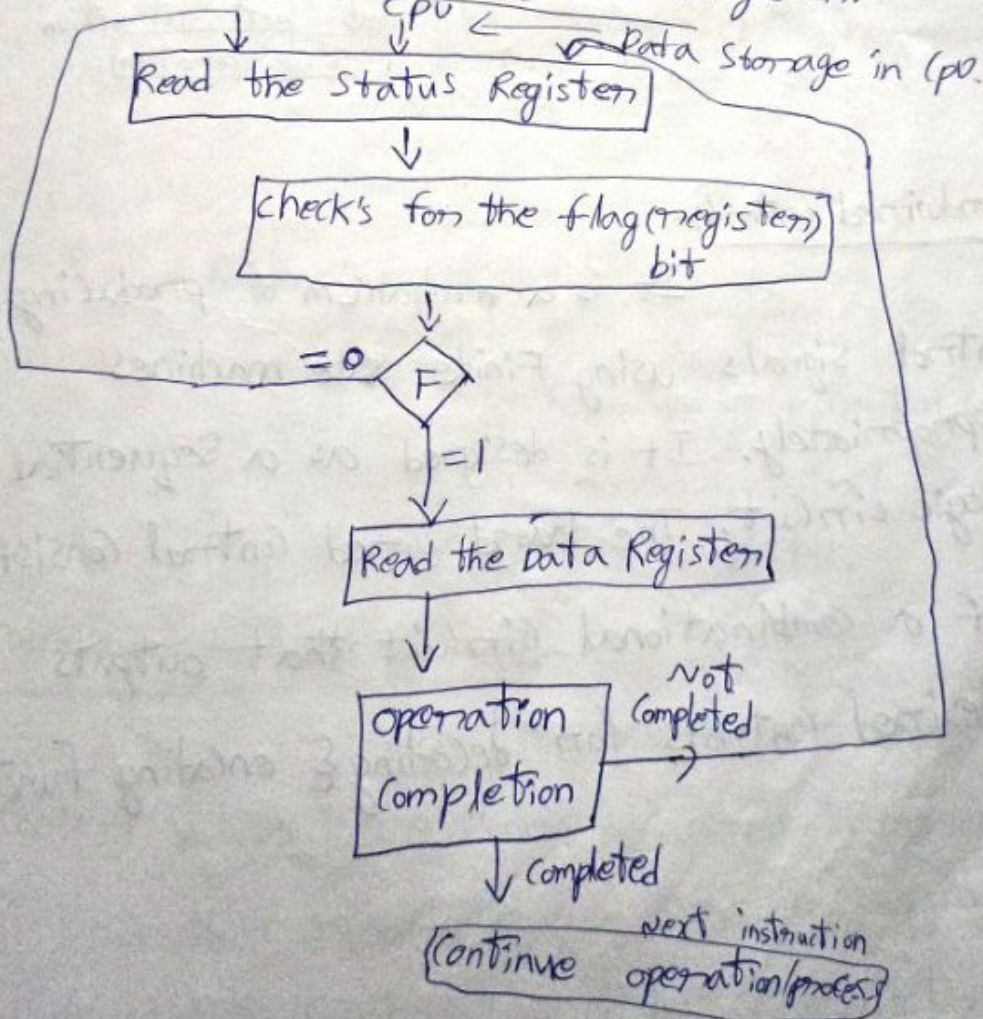 CPU
Data Storage in CPU.
Read the Status Register
Check's for the flag (register)
bit
= 0
F
= 1
Read the Data Register
Operation
Completion
Not
Completed
Completed
Next instruction
Continue operation/process